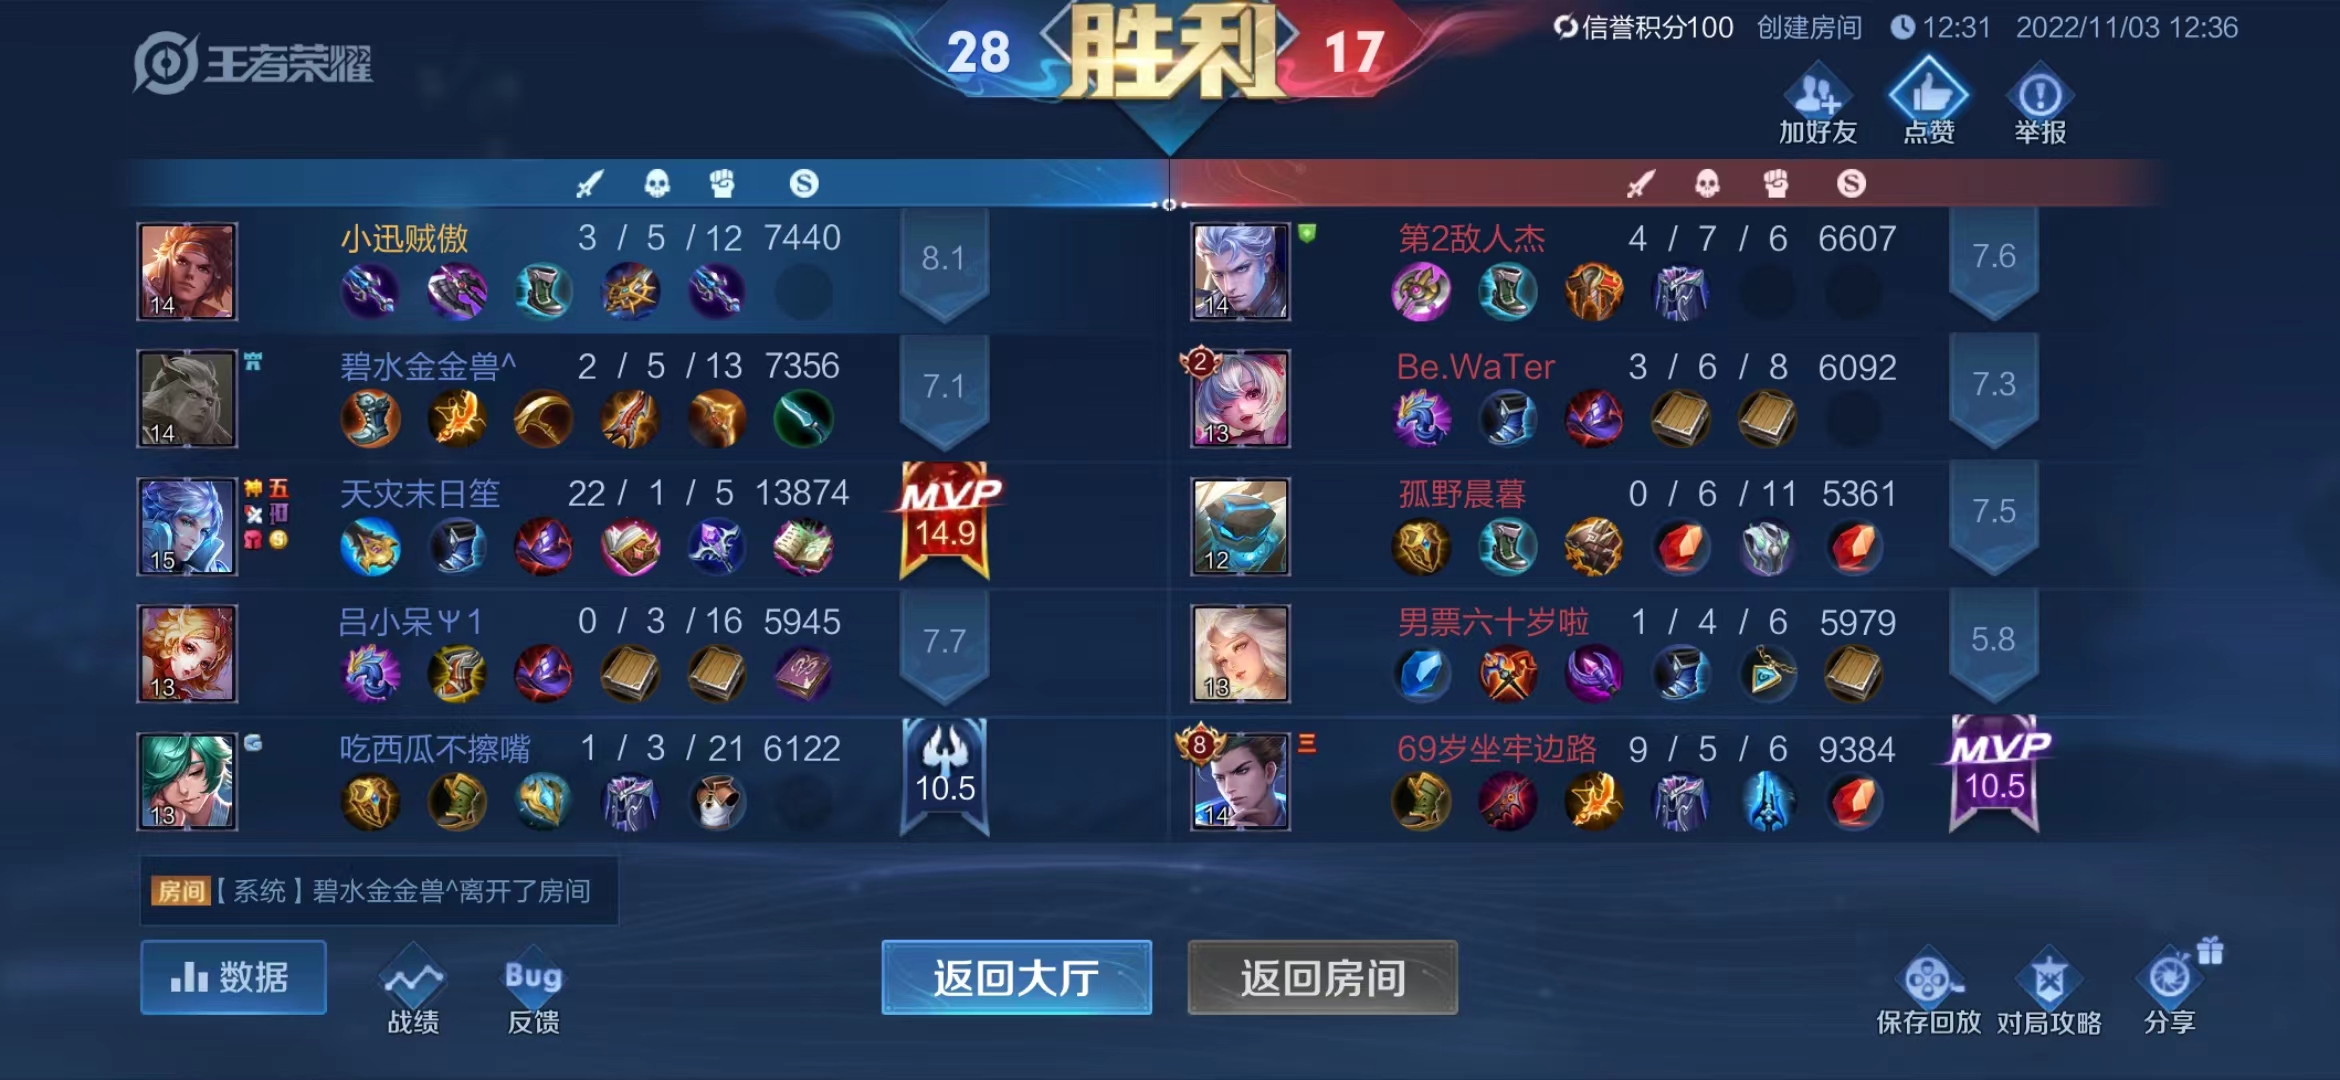 王者荣耀
28 胜利 17
信誉积分100 创建房间 12:31 2022/11/03 12:36
加好友 点赞 举报
小迅贼傲 3 / 5 / 12 7440 8.1
14
碧水金金兽^ 2 / 5 / 13 7356 7.1
14
天灾末日笙 22 / 1 / 5 13874 MVP 14.9
神 五
15
吕小呆Ψ1 0 / 3 / 16 5945 7.7
13
吃西瓜不擦嘴 1 / 3 / 21 6122 10.5
13
第2敌人杰 4 / 7 / 6 6607 7.6
14
Be.WaTer 3 / 6 / 8 6092 7.3
2
13
孤野晨暮 0 / 6 / 11 5361 7.5
12
男票六十岁啦 1 / 4 / 6 5979 5.8
13
69岁坐牢边路 9 / 5 / 6 9384 MVP 10.5
8 三
14
房间【系统】碧水金金兽^离开了房间
数据 战绩 Bug 反馈
返回大厅 返回房间
保存回放 对局攻略 分享